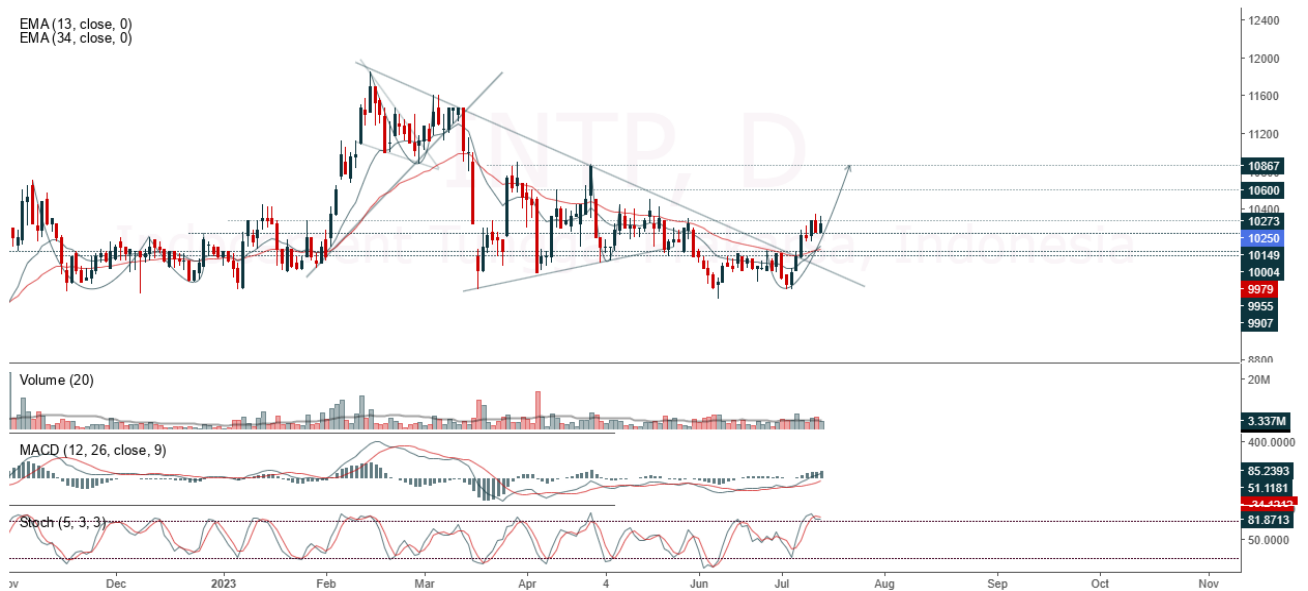 EMA (13, close, 0)
EMA (34, close, 0)
INTP, D
12400
12000
11600
11200
10867
10600
10400
10273
10250
10149
10004
9979
9955
9907
8800
Volume (20)
20M
3.337M
MACD (12, 26, close, 9)
400.0000
85.2393
51.1181
Stoch (5, 3, 3)
81.8713
50.0000
Dec 2023 Feb Mar Apr 4 Jun Jul Aug Sep Oct Nov